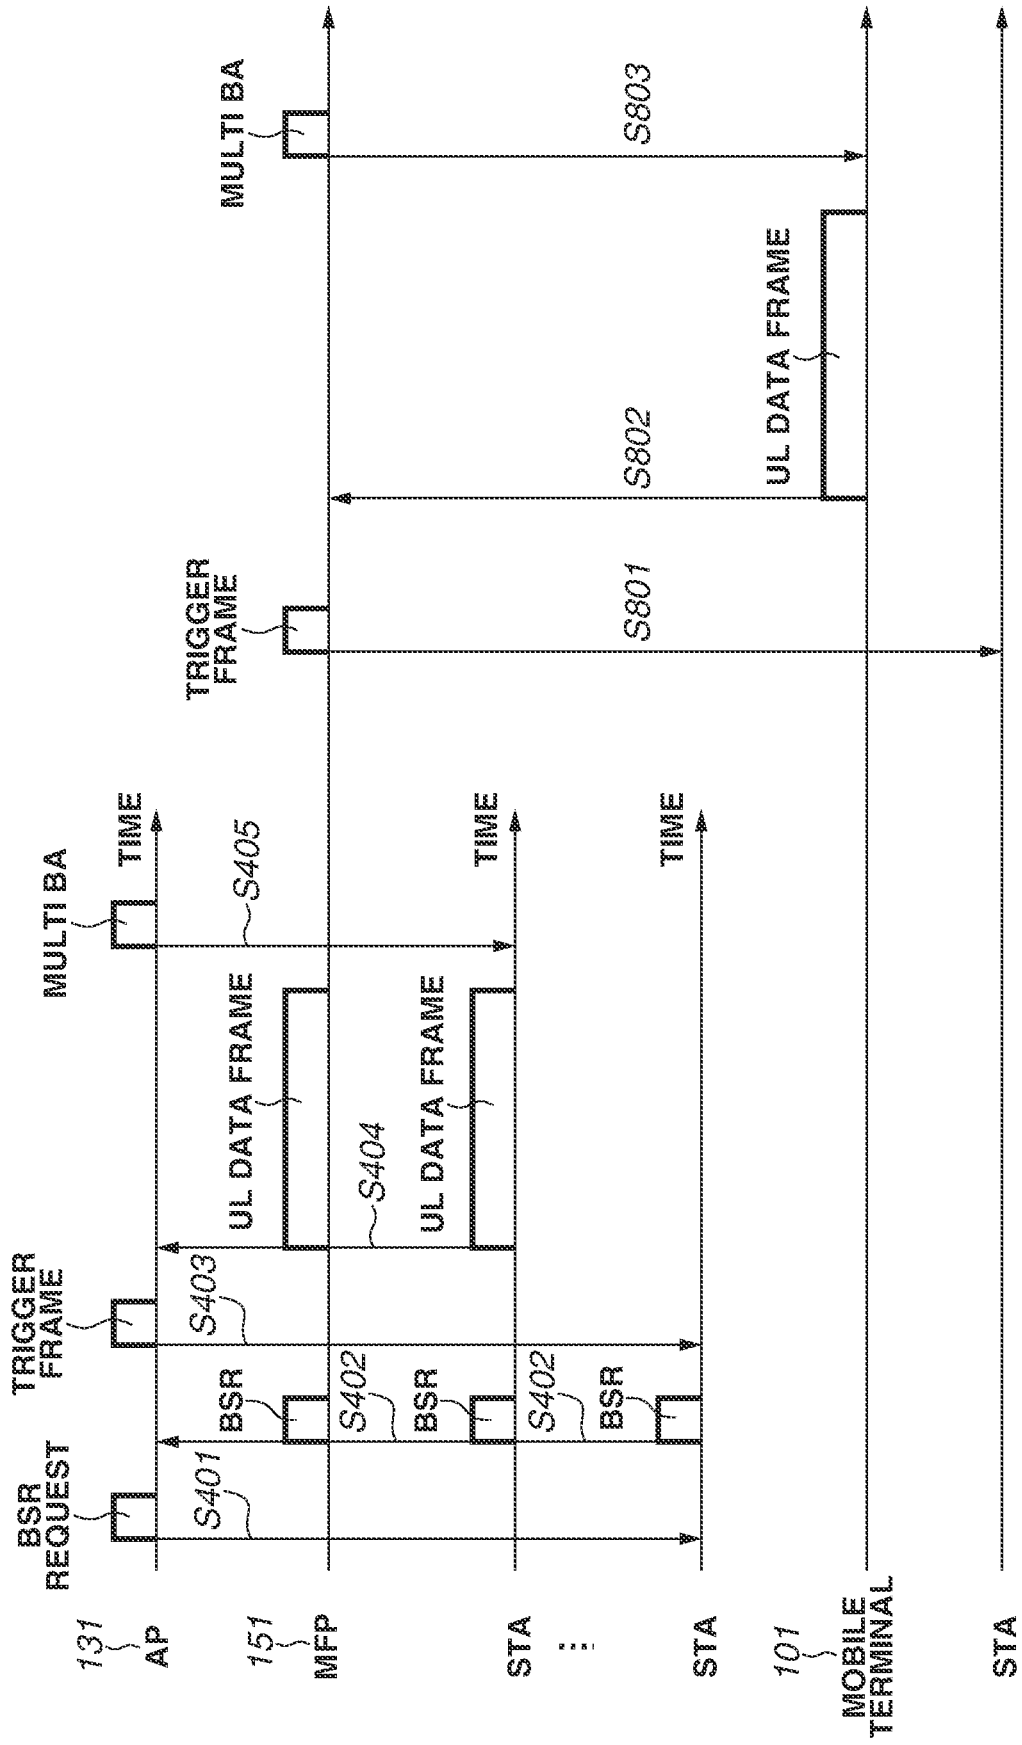 131
AP
151
MFP
STA
STA
101
MOBILE
TERMINAL
STA
BSR
REQUEST
TRIGGER
FRAME
MULTI BA
TIME
S401
BSR
S402
S403
UL DATA FRAME
S404
S405
BSR
S402
UL DATA FRAME
TIME
BSR
TIME
TRIGGER
FRAME
MULTI BA
S801
S802
S803
UL DATA FRAME